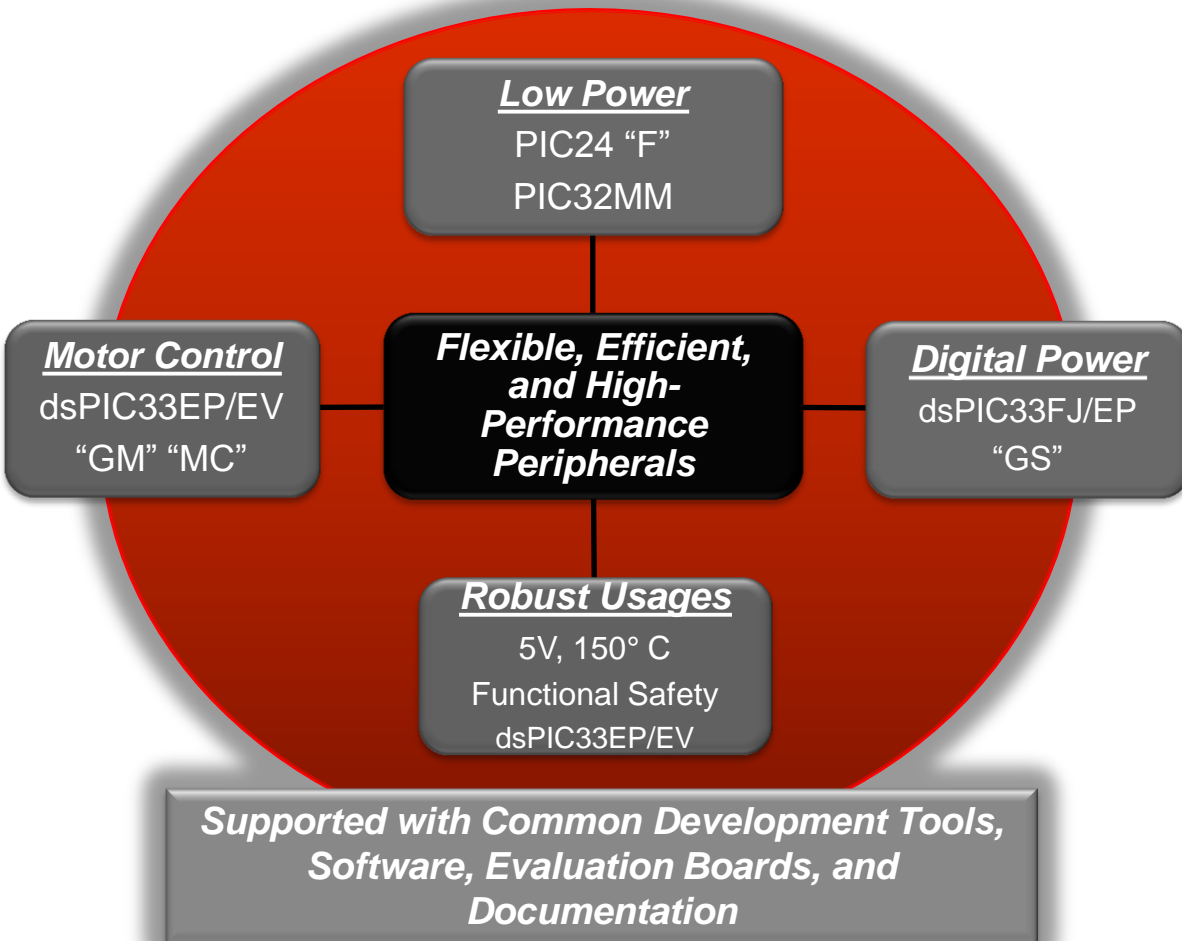 Low Power
PIC24 “F”
PIC32MM
Motor Control
dsPIC33EP/EV
“GM” “MC”
Flexible, Efficient,
and High-
Performance
Peripherals
Digital Power
dsPIC33FJ/EP
“GS”
Robust Usages
5V, 150° C
Functional Safety
dsPIC33EP/EV
Supported with Common Development Tools,
Software, Evaluation Boards, and
Documentation